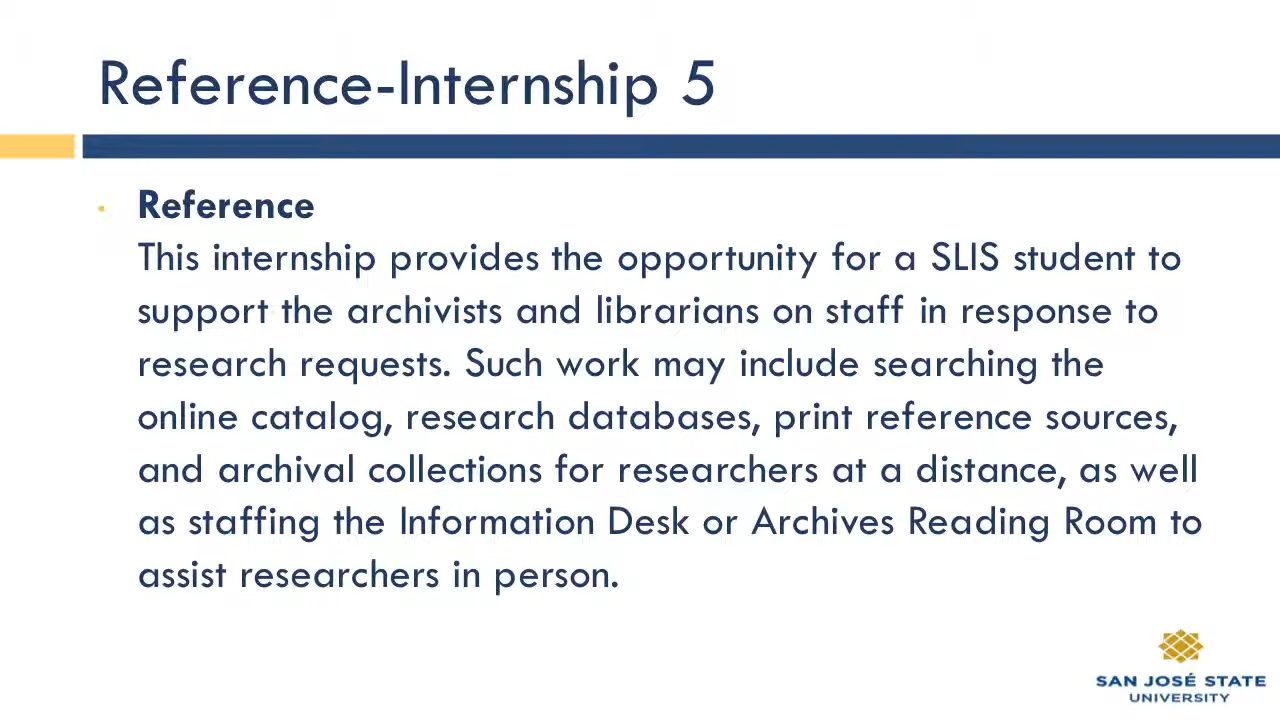 Reference-Internship 5
Reference
This internship provides the opportunity for a SLIS student to
support the archivists and librarians on staff in response to
research requests. Such work may include searching the
online catalog, research databases, print reference sources,
and archival collections for researchers at a distance, as well
as staffing the Information Desk or Archives Reading Room to
assist researchers in person.
SAN JOSÉ STATE
UNIVERSITY